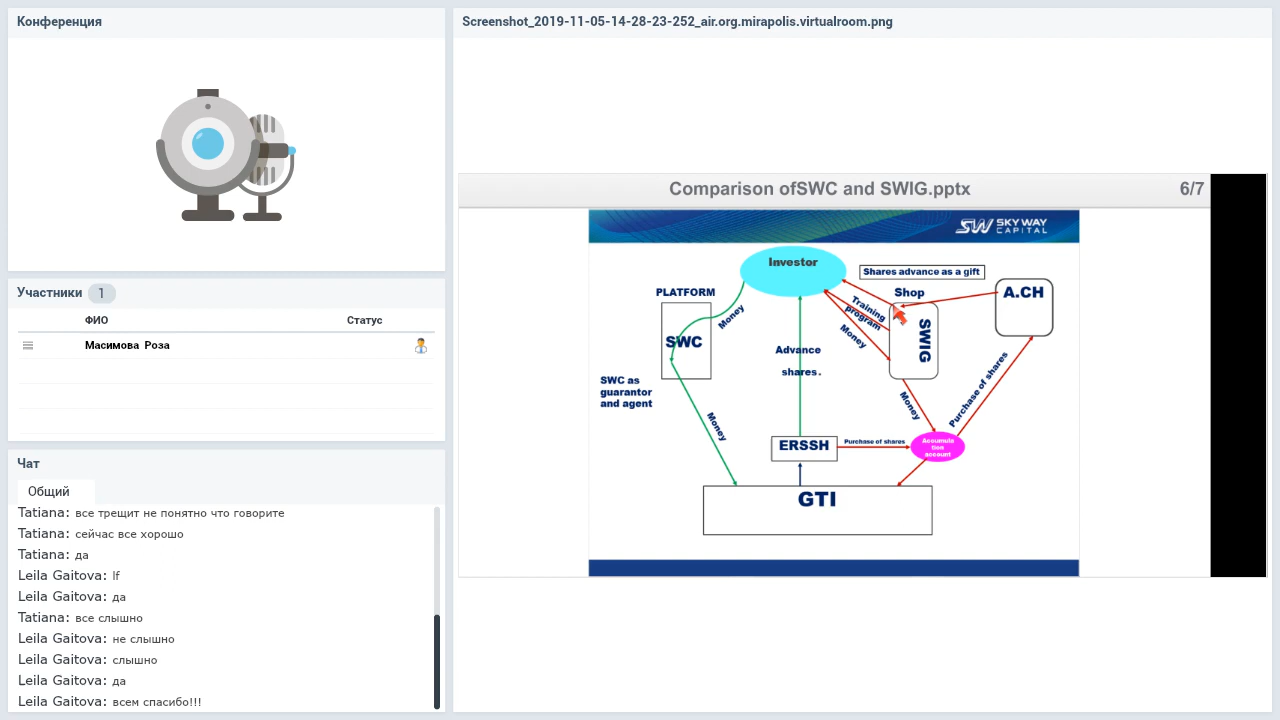 Конференция
Участники 1
ФИО Статус
Масимова Роза
Чат
Общий
Tatiana: все трещит не понятно что говорите
Tatiana: сейчас все хорошо
Tatiana: да
Leila Gaitova: lf
Leila Gaitova: да
Tatiana: все слышно
Leila Gaitova: не слышно
Leila Gaitova: слышно
Leila Gaitova: да
Leila Gaitova: всем спасибо!!!
Screenshot_2019-11-05-14-28-23-252_air.org.mirapolis.virtualroom.png
Comparison ofSWC and SWIG.pptx 6/7
SW SKY WAY
CAPITAL
Investor
Shares advance as a gift
PLATFORM
Shop
A.CH
Money
Training
program
Money
SWC
SWIG
Advance
shares.
SWC as
guarantor
and agent
Money
Money
Purchase of shares
ERSSH
Purchase of shares
Accumula
tion
account
GTI